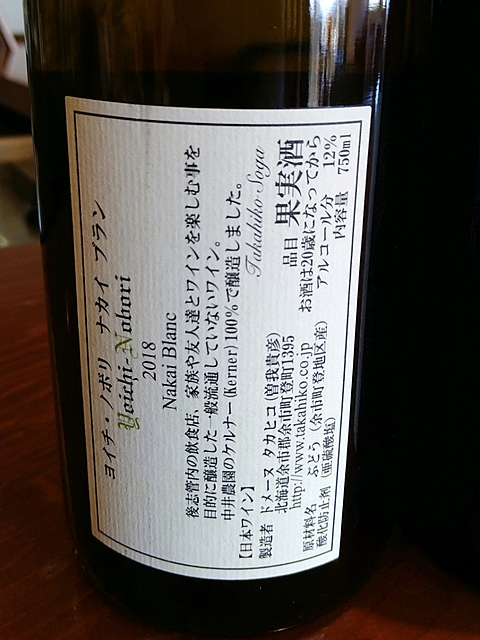 ヨイチ・ノボリ ナカイ ブラン
Yoichi-Nobori
2018
Nakai Blanc
後志管内の飲食店、家族や友人達とワインを楽しむ事を
目的に醸造した一般流通していないワイン。
中井農園のケルナー(Kerner)100%で醸造しました。
Takahiko Soga
【日本ワイン】
品目 果実酒
製造者 ドメーヌ タカヒコ(曽我貴彦)
お酒は20歳になってから
北海道余市郡余市町登町1395
アルコール分 12%
http://www.takahiko.co.jp
内容量 750ml
原材料名 ぶどう (余市町登地区産)
酸化防止剤 (亜硫酸塩)